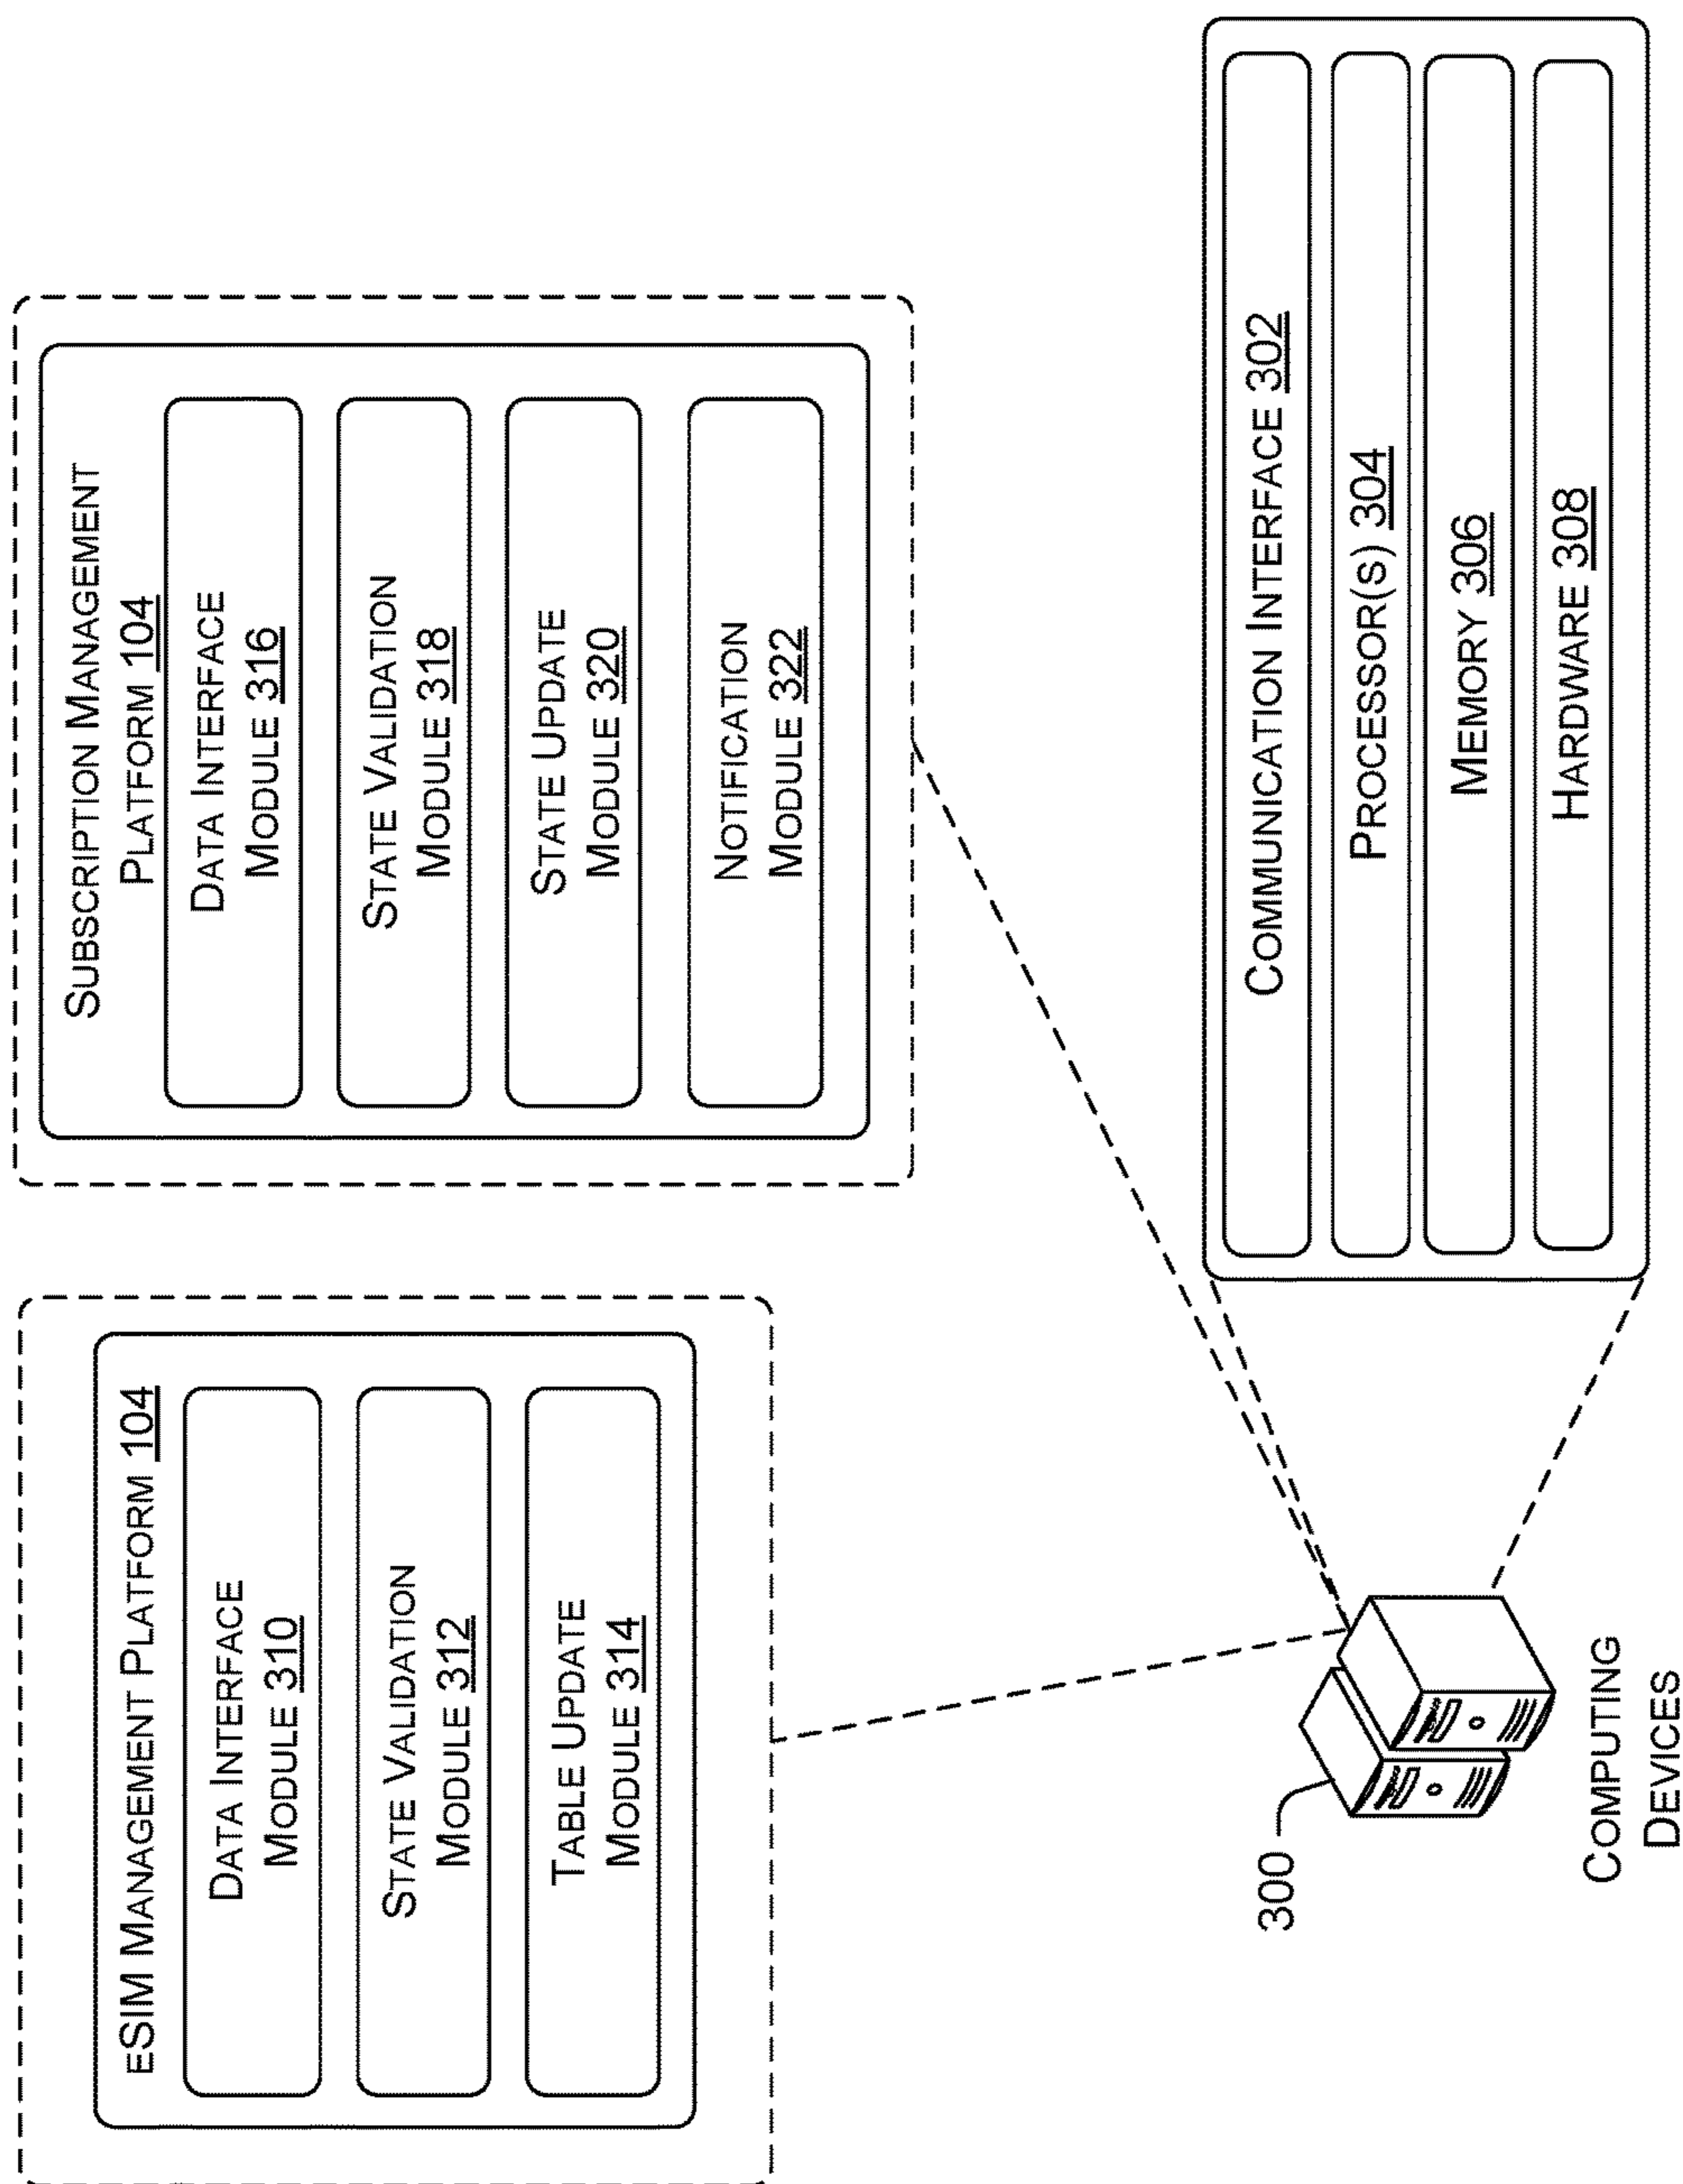 eSIM Management Platform 104
Data Interface
Module 310
State Validation
Module 312
Table Update
Module 314
Subscription Management
Platform 104
Data Interface
Module 316
State Validation
Module 318
State Update
Module 320
Notification
Module 322
300
Computing
Devices
Communication Interface 302
Processor(s) 304
Memory 306
Hardware 308